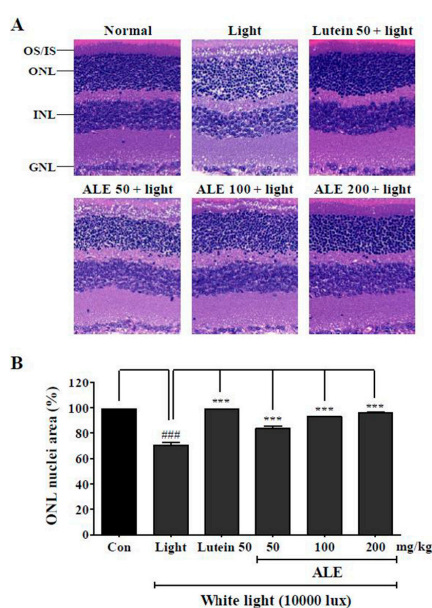 A
Normal
Light
Lutein 50 + light
OS/IS
ONL
INL
GNL
ALE 50 + light
ALE 100 + light
ALE 200 + light
B
ONL nuclei area (%)
120
100
80
60
40
20
0
###
***
***
***
***
Con
Light
Lutein 50
50
100
200
mg/kg
ALE
White light (10000 lux)